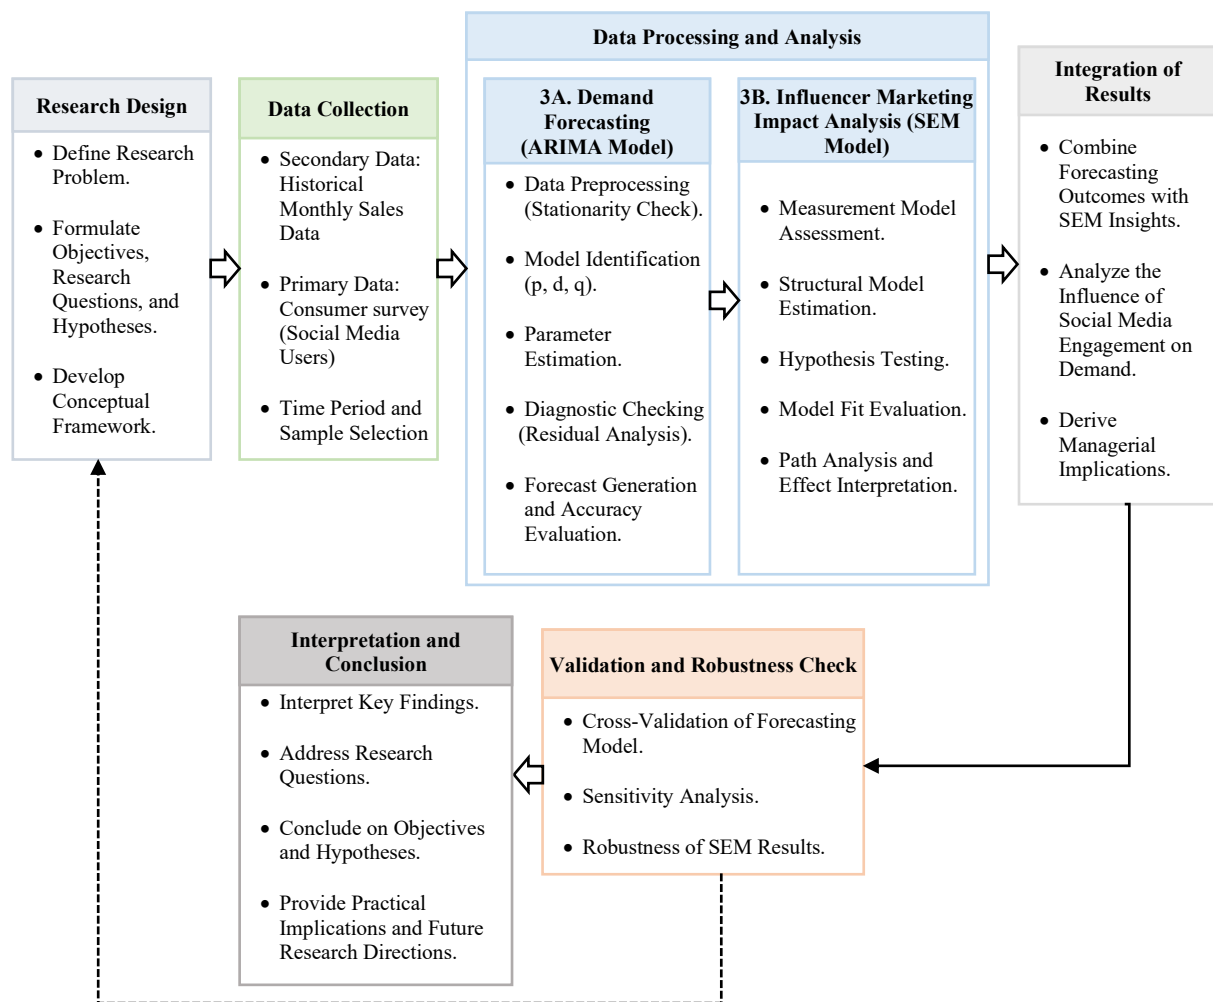 Research Design
• Define Research
Problem.
• Formulate
Objectives,
Research
Questions, and
Hypotheses.
• Develop
Conceptual
Framework.
Data Collection
• Secondary Data:
Historical
Monthly Sales
Data
• Primary Data:
Consumer survey
(Social Media
Users)
• Time Period and
Sample Selection
Data Processing and Analysis
3A. Demand
Forecasting
(ARIMA Model)
• Data Preprocessing
(Stationarity Check).
• Model Identification
(p, d, q).
• Parameter
Estimation.
• Diagnostic Checking
(Residual Analysis).
• Forecast Generation
and Accuracy
Evaluation.
3B. Influencer Marketing
Impact Analysis (SEM
Model)
• Measurement Model
Assessment.
• Structural Model
Estimation.
• Hypothesis Testing.
• Model Fit Evaluation.
• Path Analysis and
Effect Interpretation.
Integration of
Results
• Combine
Forecasting
Outcomes with
SEM Insights.
• Analyze the
Influence of
Social Media
Engagement on
Demand.
• Derive
Managerial
Implications.
Validation and Robustness Check
• Cross-Validation of Forecasting
Model.
• Sensitivity Analysis.
• Robustness of SEM Results.
Interpretation and
Conclusion
• Interpret Key Findings.
• Address Research
Questions.
• Conclude on Objectives
and Hypotheses.
• Provide Practical
Implications and Future
Research Directions.